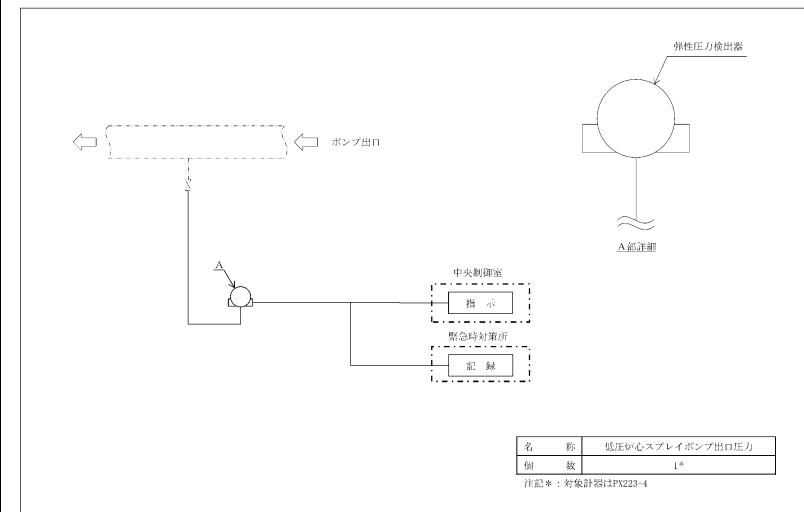 弾性圧力検出器
ポンプ出口
A部詳細
A
中央制御室
指 示
緊急時対策所
記 録
名 称 低圧炉心スプレイポンプ出口圧力
個 数 1*
注記*:対象計器はPX223-4